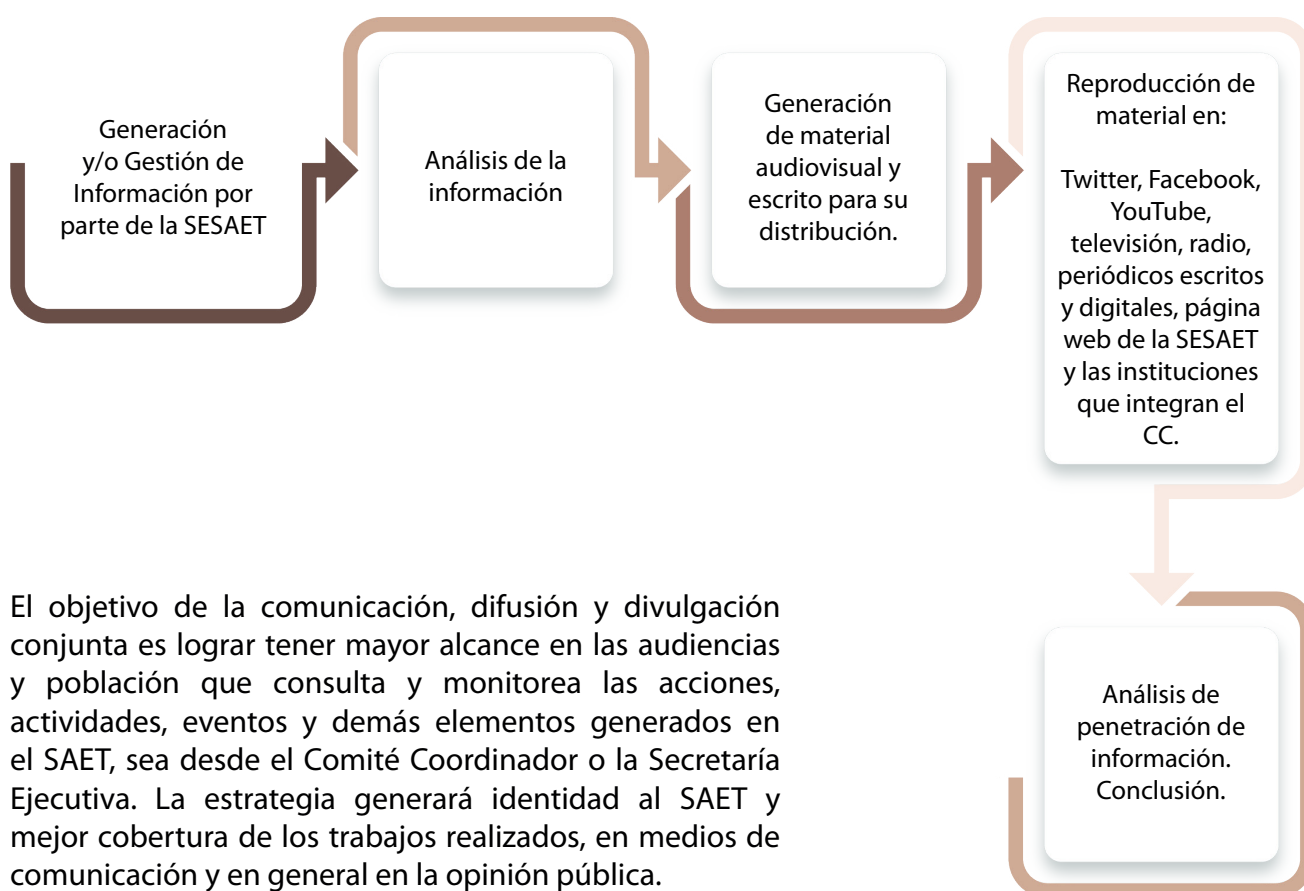 Generación
y/o Gestión de
Información por
parte de la SESAET
Análisis de la
información
Generación
de material
audiovisual y
escrito para su
distribución.
Reproducción de
material en:
Twitter, Facebook,
YouTube,
televisión, radio,
periódicos escritos
y digitales, página
web de la SESAET
y las instituciones
que integran el
CC.
Análisis de
penetración de
información.
Conclusión.
El objetivo de la comunicación, difusión y divulgación
conjunta es lograr tener mayor alcance en las audiencias
y población que consulta y monitorea las acciones,
actividades, eventos y demás elementos generados en
el SAET, sea desde el Comité Coordinador o la Secretaría
Ejecutiva. La estrategia generará identidad al SAET y
mejor cobertura de los trabajos realizados, en medios de
comunicación y en general en la opinión pública.